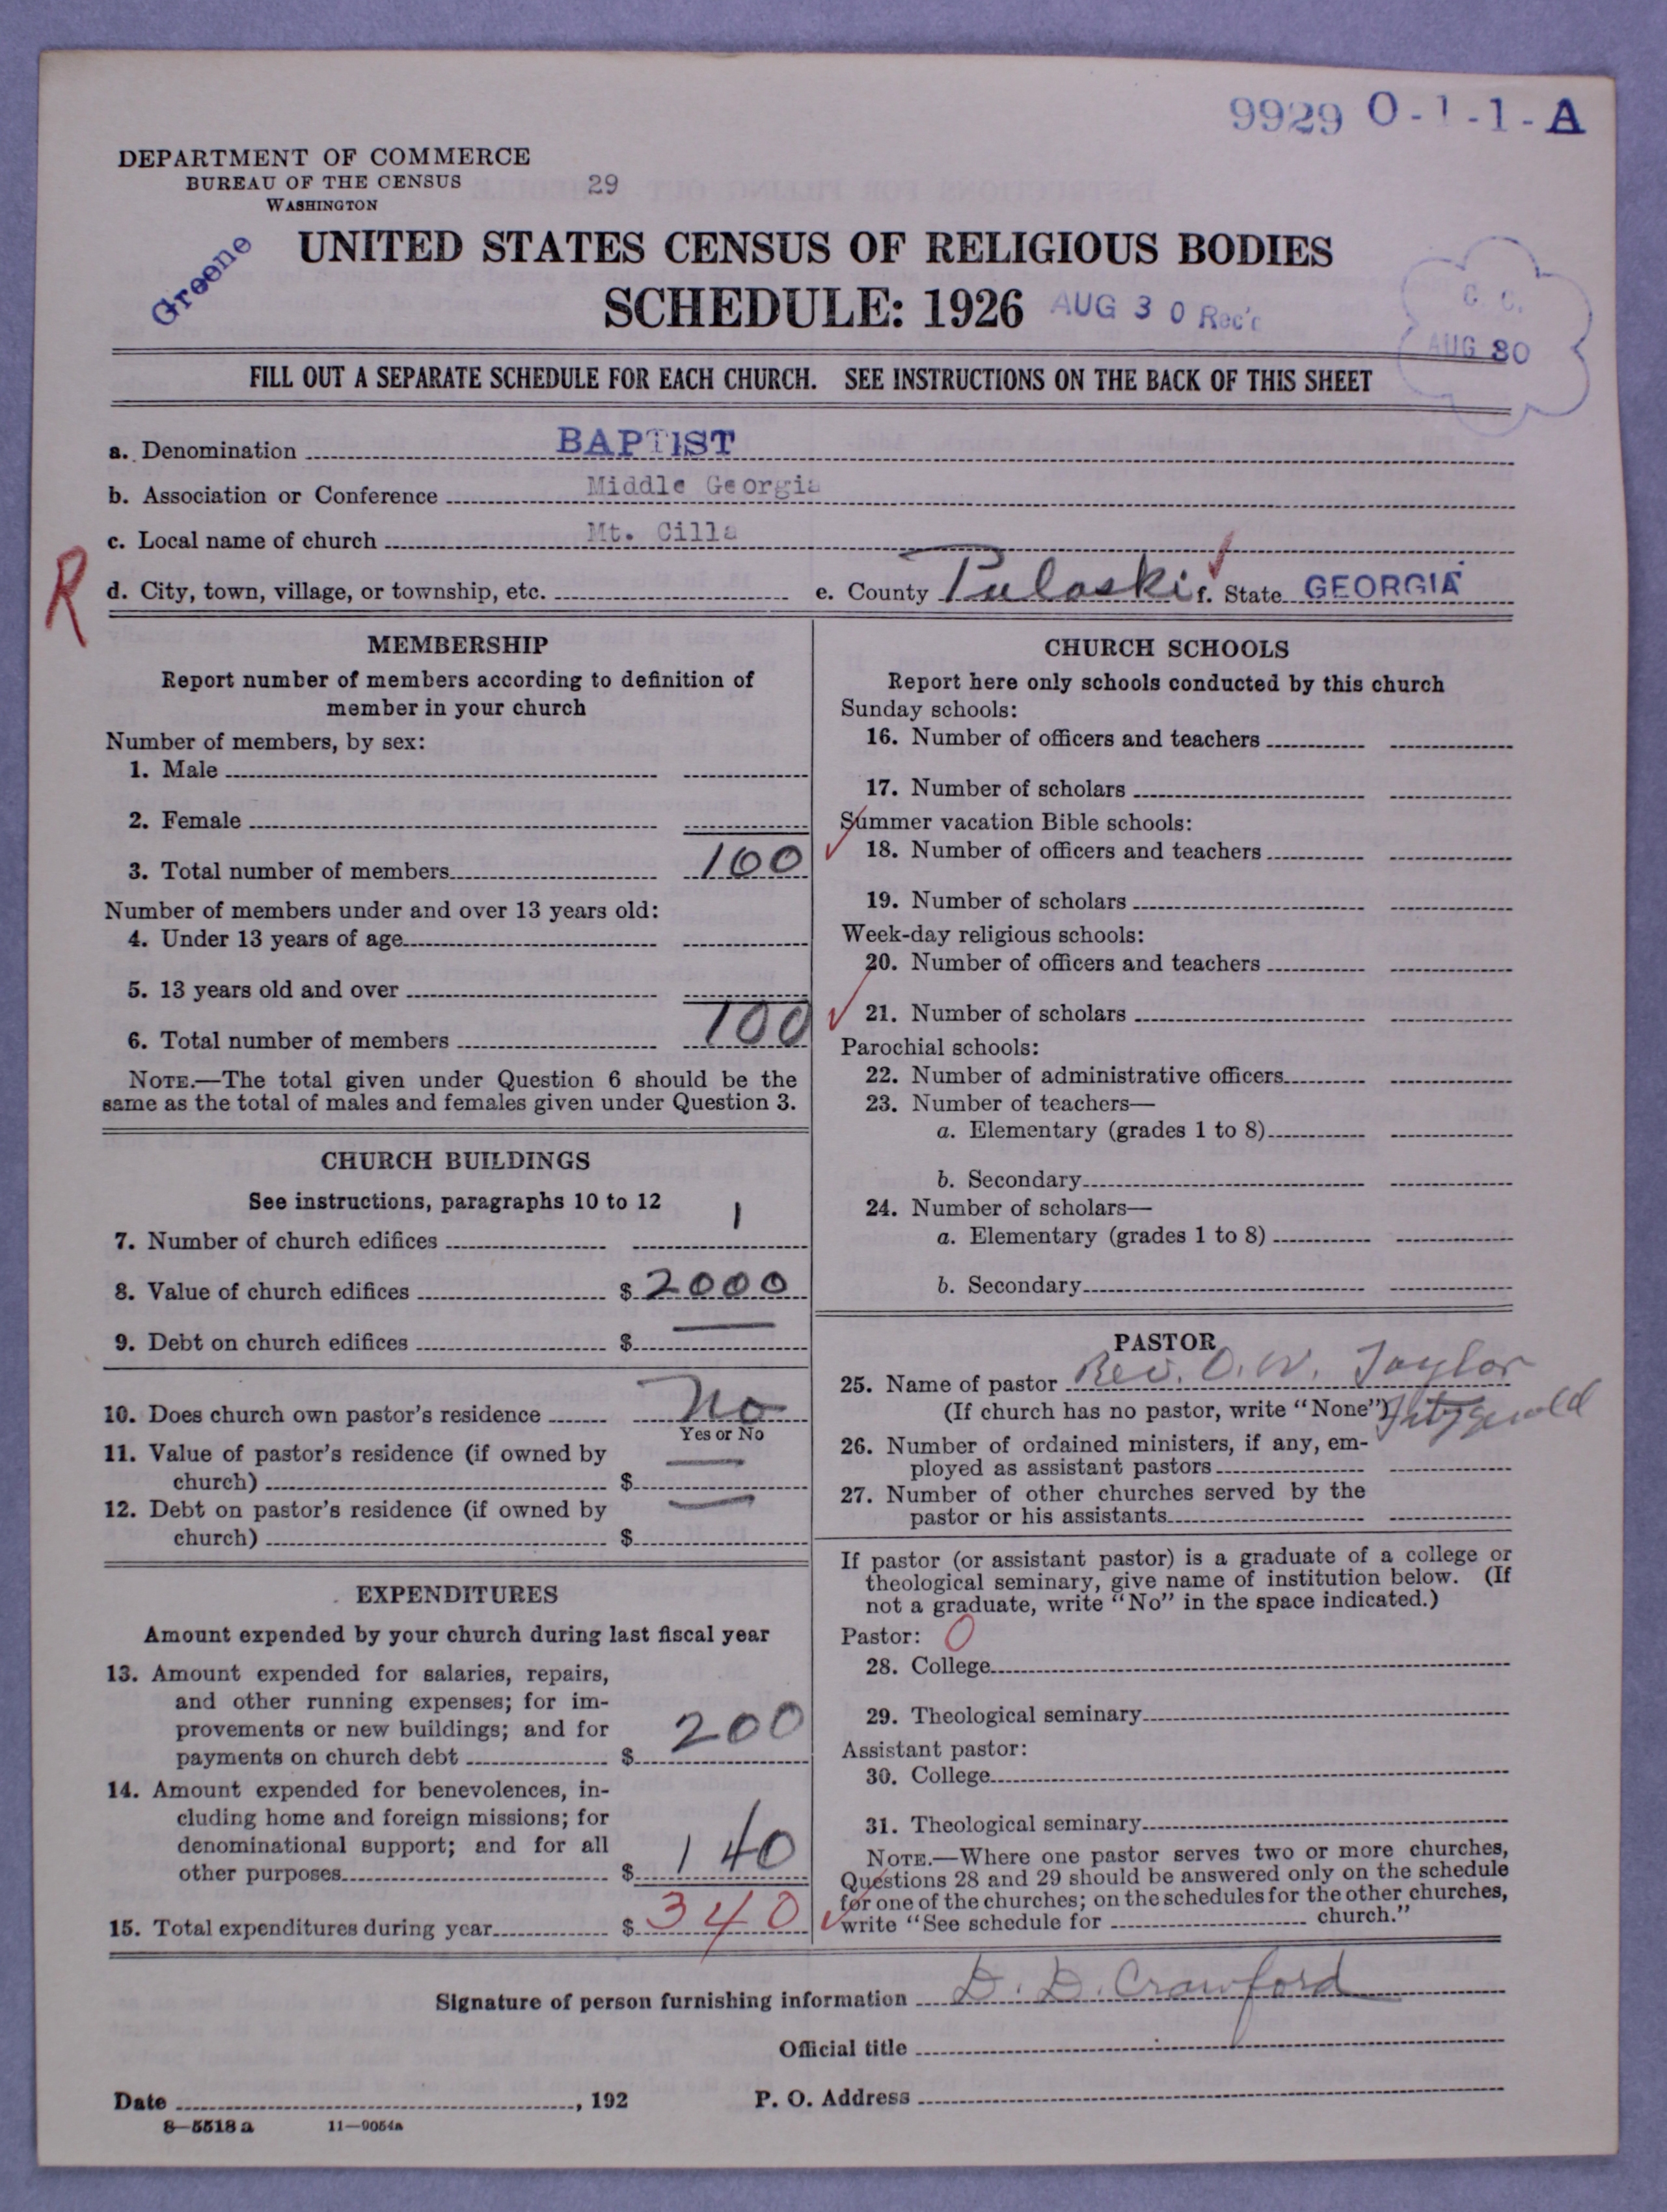 9929 O-1-1-A
DEPARTMENT OF COMMERCE
BUREAU OF THE CENSUS
WASHINGTON
29
Greene
UNITED STATES CENSUS OF RELIGIOUS BODIES
SCHEDULE: 1926
AUG 30 Rec'd
G. C.
AUG 30
FILL OUT A SEPARATE SCHEDULE FOR EACH CHURCH. SEE INSTRUCTIONS ON THE BACK OF THIS SHEET
a. Denomination BAPTIST
b. Association or Conference Middle Georgia
c. Local name of church Mt. Cilla
R
d. City, town, village, or township, etc. e. County Pulaski f. State GEORGIA
MEMBERSHIP
Report number of members according to definition of
member in your church
Number of members, by sex:
1. Male
2. Female
3. Total number of members 100
Number of members under and over 13 years old:
4. Under 13 years of age
5. 13 years old and over
6. Total number of members 100
NOTE.—The total given under Question 6 should be the
same as the total of males and females given under Question 3.
CHURCH BUILDINGS
See instructions, paragraphs 10 to 12
7. Number of church edifices 1
8. Value of church edifices $ 2000
9. Debt on church edifices $ —
10. Does church own pastor's residence No
Yes or No
11. Value of pastor's residence (if owned by
church) $ —
12. Debt on pastor's residence (if owned by
church) $ —
EXPENDITURES
Amount expended by your church during last fiscal year
13. Amount expended for salaries, repairs,
and other running expenses; for im-
provements or new buildings; and for
payments on church debt $ 200
14. Amount expended for benevolences, in-
cluding home and foreign missions; for
denominational support; and for all
other purposes $ 140
15. Total expenditures during year $ 340
CHURCH SCHOOLS
Report here only schools conducted by this church
Sunday schools:
16. Number of officers and teachers
17. Number of scholars
Summer vacation Bible schools:
18. Number of officers and teachers
19. Number of scholars
Week-day religious schools:
20. Number of officers and teachers
21. Number of scholars
Parochial schools:
22. Number of administrative officers
23. Number of teachers—
a. Elementary (grades 1 to 8)
b. Secondary
24. Number of scholars—
a. Elementary (grades 1 to 8)
b. Secondary
PASTOR
25. Name of pastor Rev. O. W. Taylor
(If church has no pastor, write "None") Fitzgerald
26. Number of ordained ministers, if any, em-
ployed as assistant pastors
27. Number of other churches served by the
pastor or his assistants
If pastor (or assistant pastor) is a graduate of a college or
theological seminary, give name of institution below. (If
not a graduate, write "No" in the space indicated.)
Pastor: 0
28. College
29. Theological seminary
Assistant pastor:
30. College
31. Theological seminary
NOTE.—Where one pastor serves two or more churches,
Questions 28 and 29 should be answered only on the schedule
for one of the churches; on the schedules for the other churches,
write "See schedule for church."
Signature of person furnishing information D. D. Crawford
Official title
Date , 192 P. O. Address
8—5518 a 11—9054a